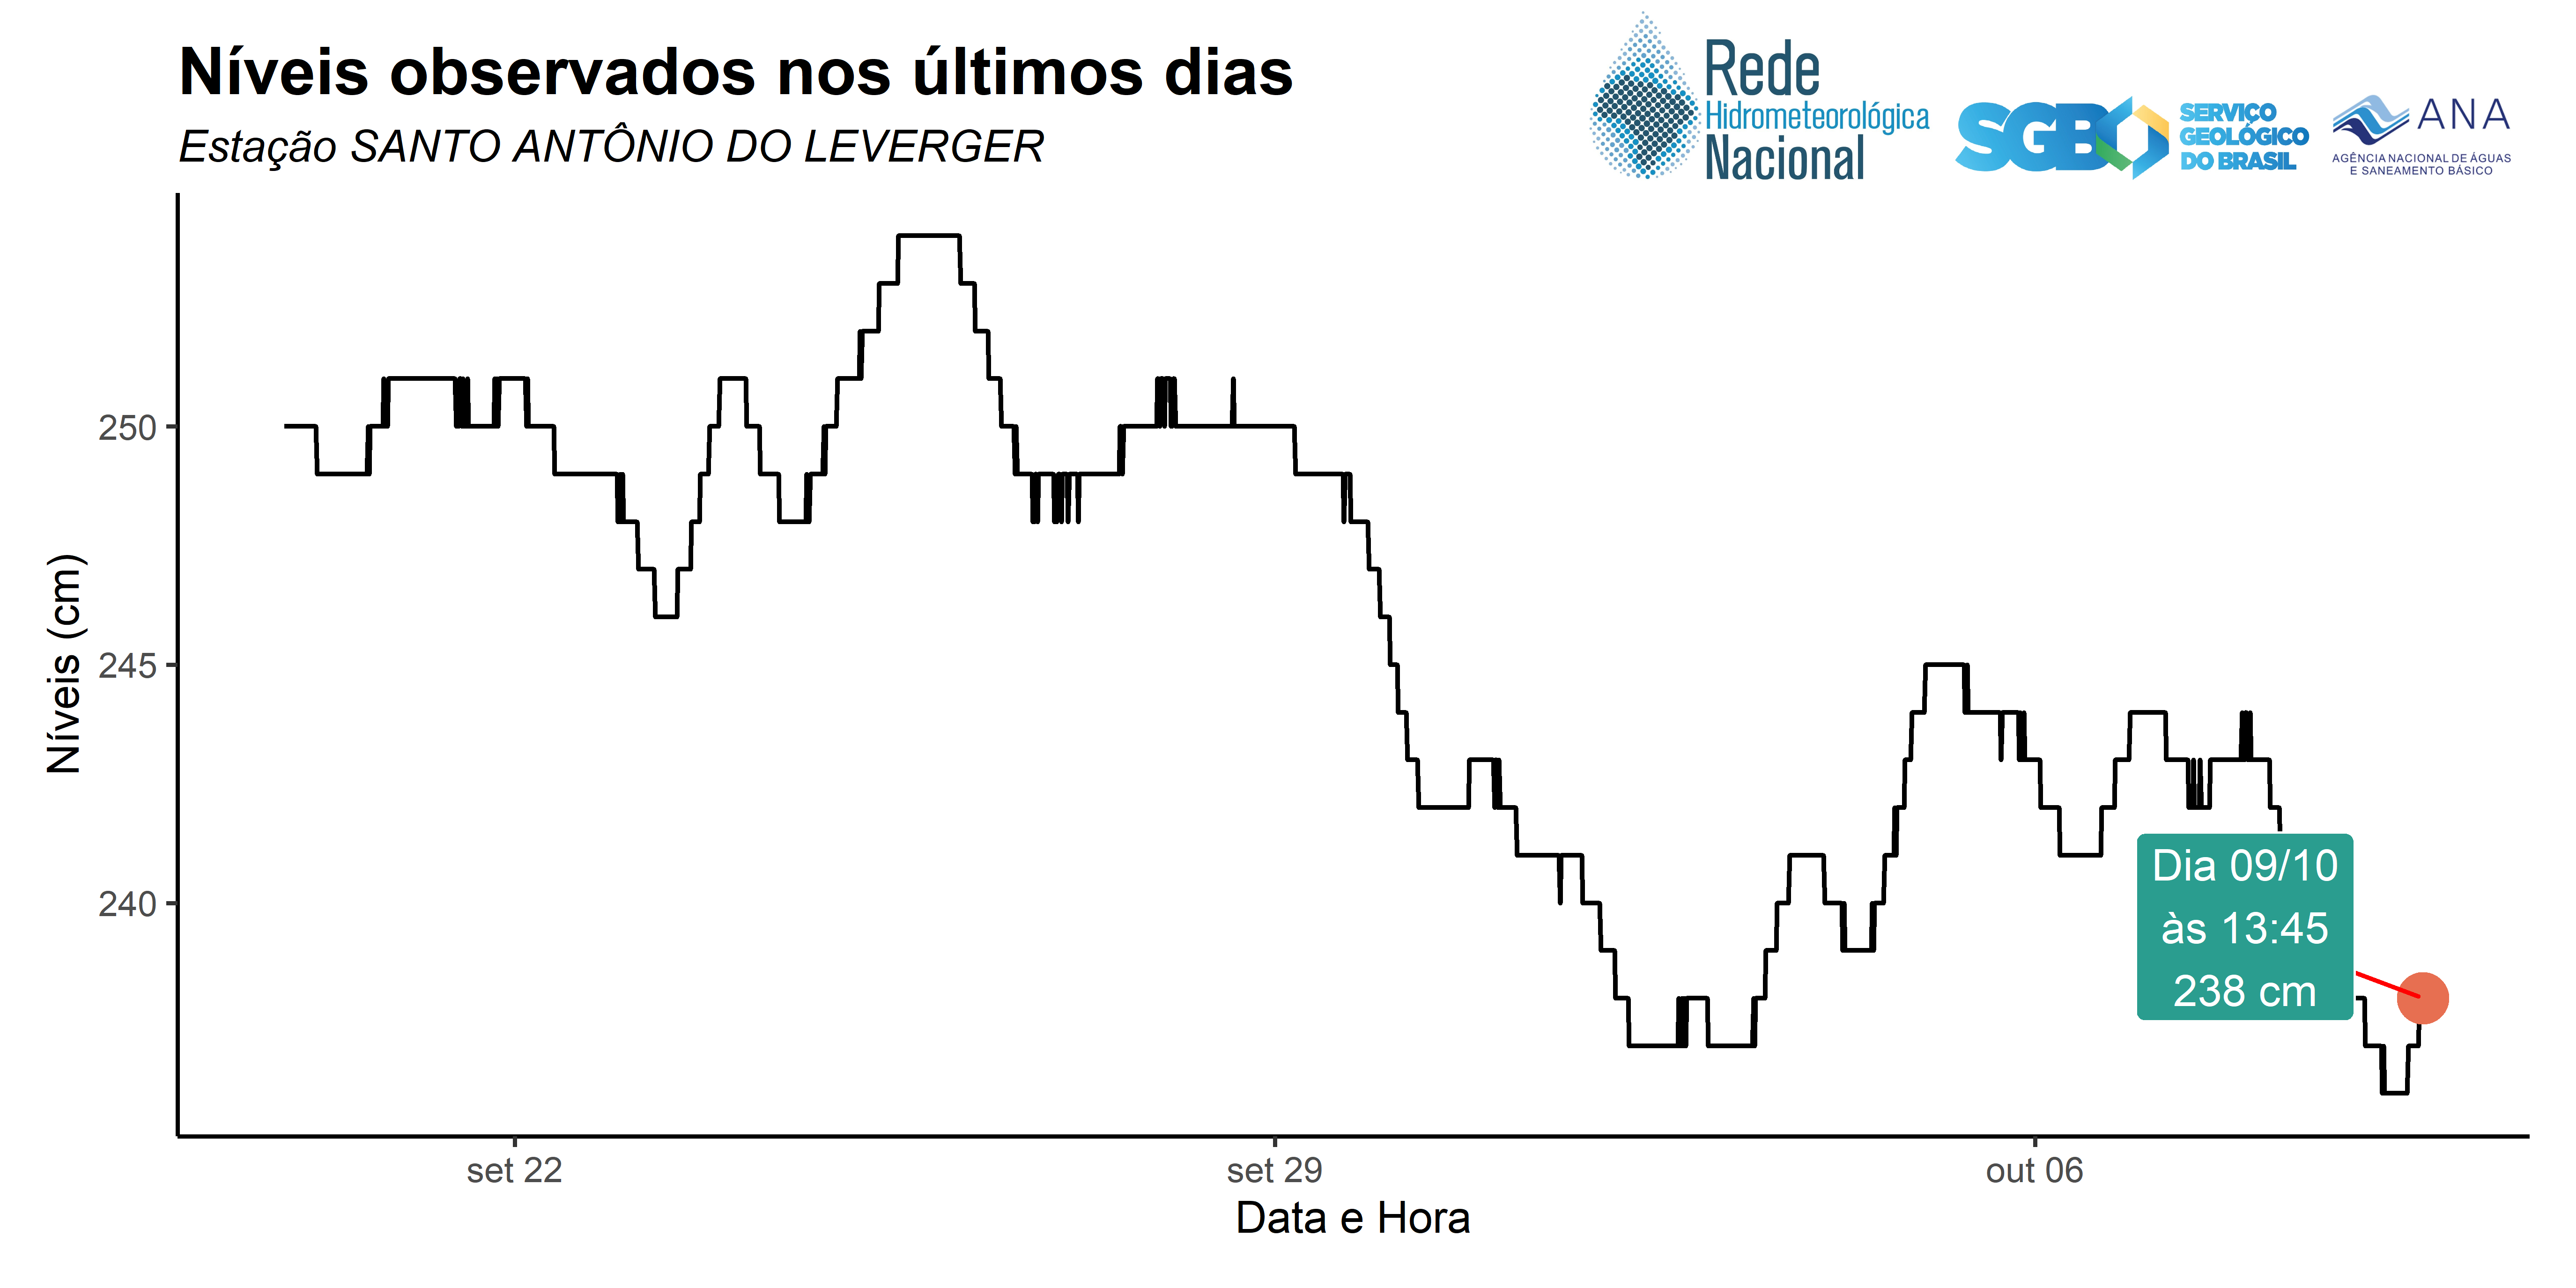 Níveis observados nos últimos dias
Estação SANTO ANTÔNIO DO LEVERGER
Rede
Hidrometeorológica
Nacional
SGB
SERVIÇO
GEOLÓGICO
DO BRASIL
ANA
AGÊNCIA NACIONAL DE ÁGUAS
E SANEAMENTO BÁSICO
Níveis (cm)
250
245
240
Dia 09/10
às 13:45
238 cm
set 22
set 29
out 06
Data e Hora